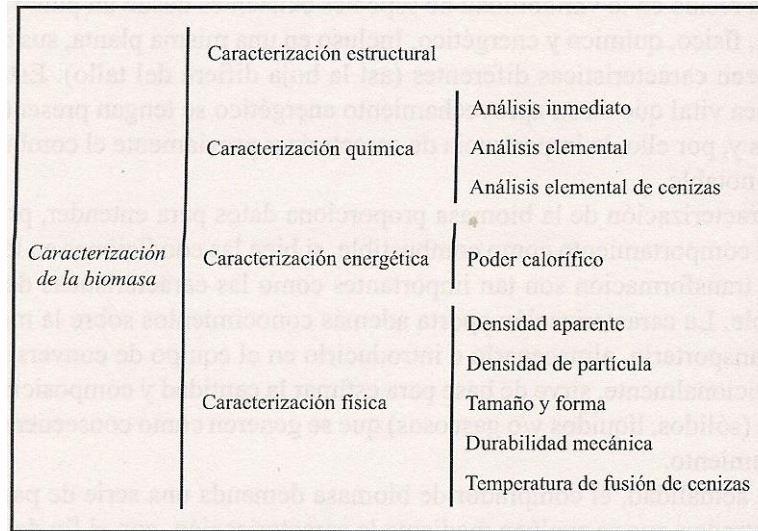 Caracterización estructural
Análisis inmediato
Caracterización química
Análisis elemental
Análisis elemental de cenizas
Caracterización
de la biomasa
Caracterización energética
Poder calorífico
Densidad aparente
Densidad de partícula
Caracterización física
Tamaño y forma
Durabilidad mecánica
Temperatura de fusión de cenizas